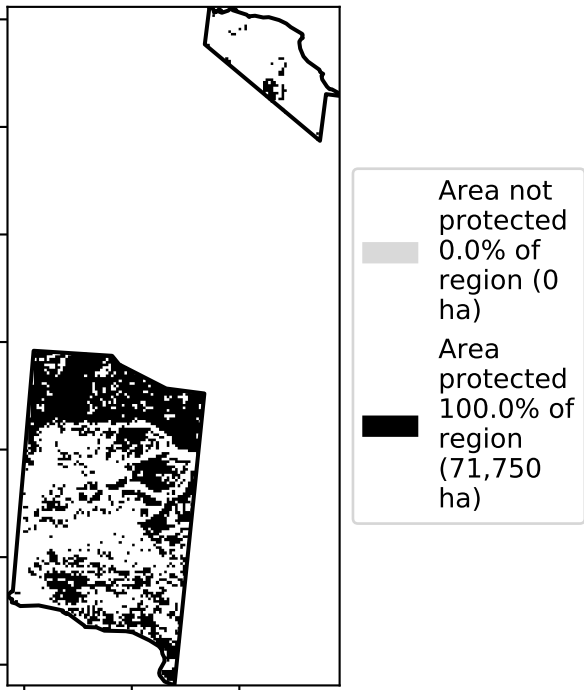 Area not
protected
0.0% of
region (0
ha)
Area
protected
100.0% of
region
(71,750
ha)